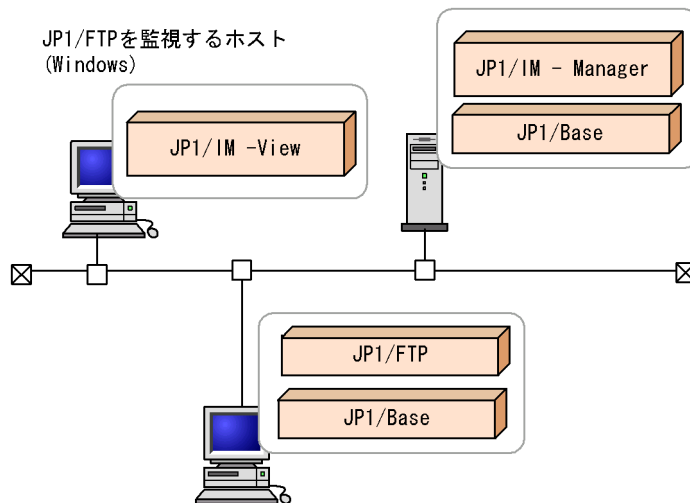 JP1/FTPを監視するホスト
(Windows)
JP1/IM －View
JP1/IM － Manager
JP1/Base
JP1/FTP
JP1/Base